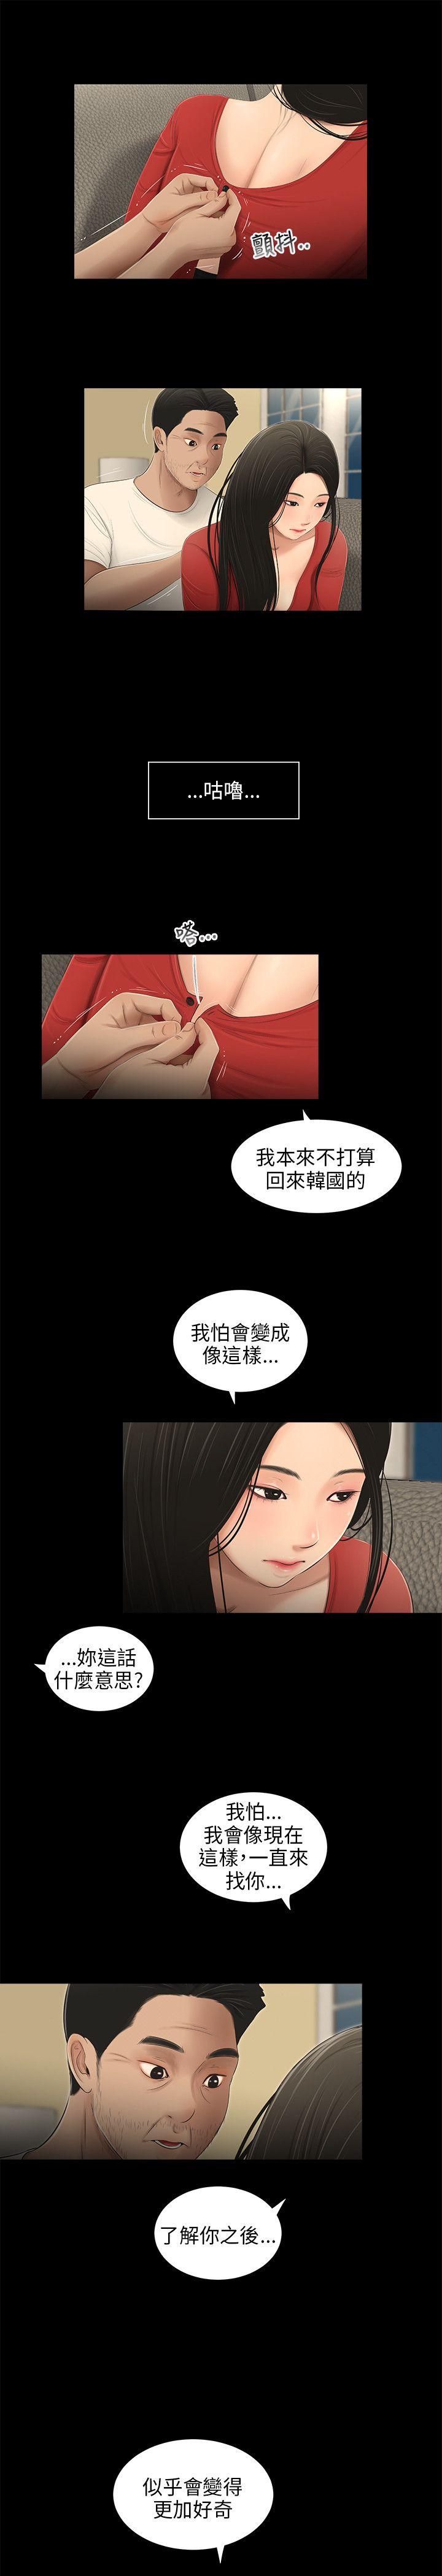 顫抖..
...咕嚕...
嗒...
我本來不打算
回來韓國的
我怕會變成
像這樣...
...妳這話
什麼意思?
我怕...
我會像現在
這樣,一直來
找你...
了解你之後...
似乎會變得
更加好奇